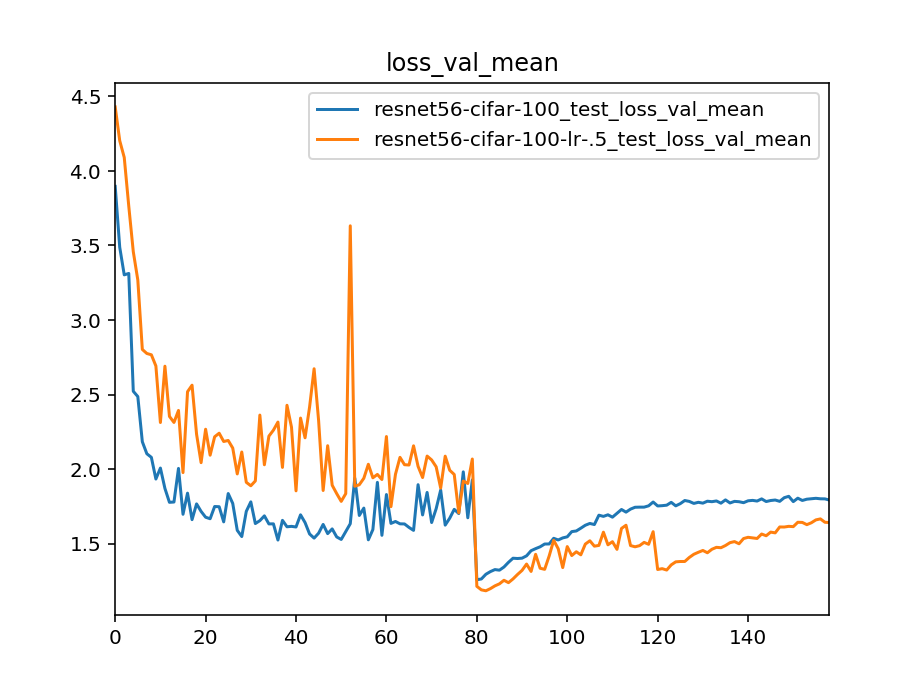 loss_val_mean
resnet56-cifar-100_test_loss_val_mean
resnet56-cifar-100-lr-.5_test_loss_val_mean
4.5
4.0
3.5
3.0
2.5
2.0
1.5
0 20 40 60 80 100 120 140